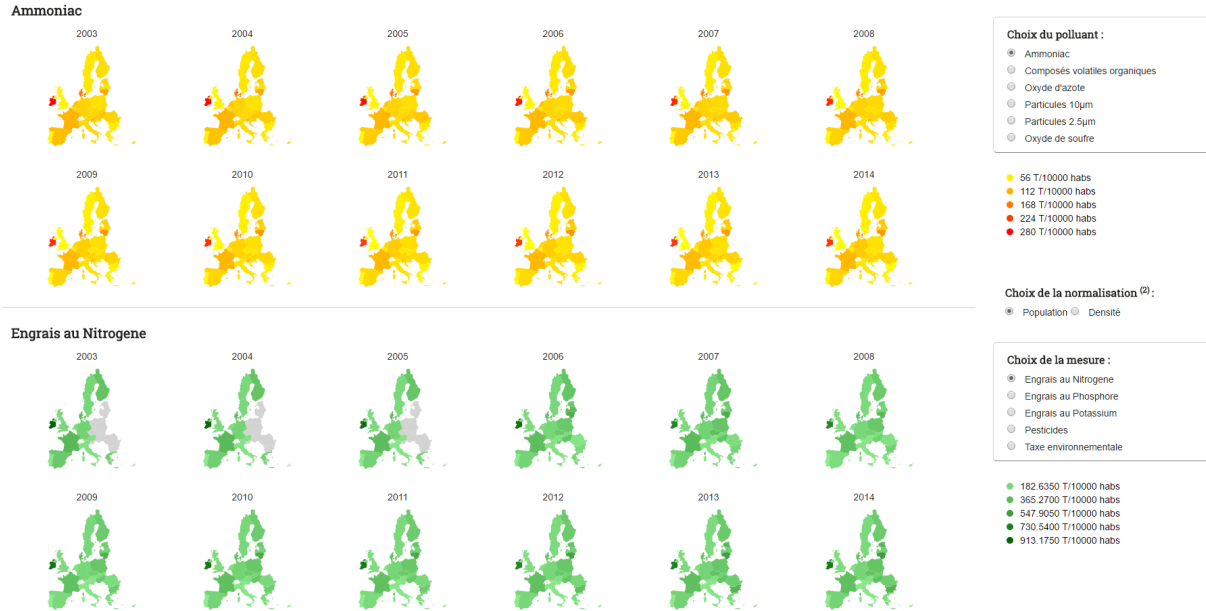 Ammoniac
2003 2004 2005 2006 2007 2008
2009 2010 2011 2012 2013 2014
Engrais au Nitrogene
2003 2004 2005 2006 2007 2008
2009 2010 2011 2012 2013 2014
Choix du polluant :
Ammoniac
Composés volatiles organiques
Oxyde d'azote
Particules 10µm
Particules 2.5µm
Oxyde de soufre
56 T/10000 habs
112 T/10000 habs
168 T/10000 habs
224 T/10000 habs
280 T/10000 habs
Choix de la normalisation (2) :
Population Densité
Choix de la mesure :
Engrais au Nitrogene
Engrais au Phosphore
Engrais au Potassium
Pesticides
Taxe environnementale
182.6350 T/10000 habs
365.2700 T/10000 habs
547.9050 T/10000 habs
730.5400 T/10000 habs
913.1750 T/10000 habs